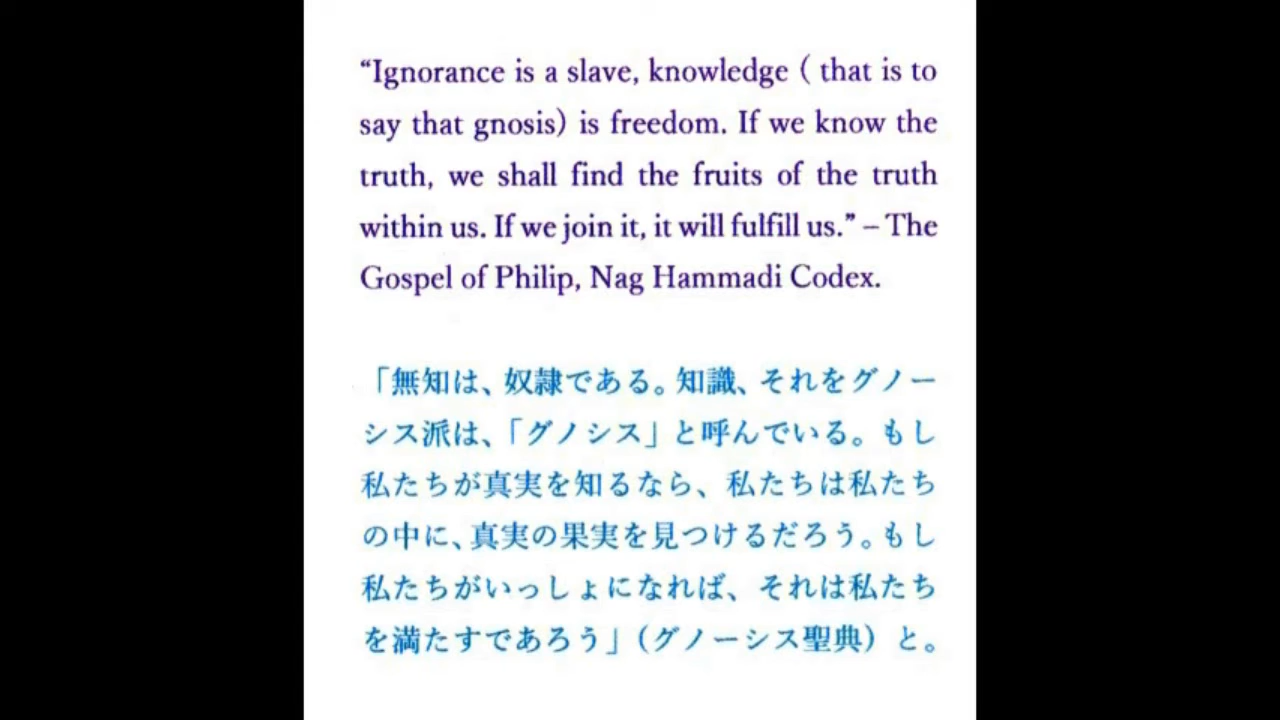 “Ignorance is a slave, knowledge ( that is to
say that gnosis) is freedom. If we know the
truth, we shall find the fruits of the truth
within us. If we join it, it will fulfill us.” – The
Gospel of Philip, Nag Hammadi Codex.
「無知は、奴隷である。知識、それをグノー
シス派は、「グノシス」と呼んでいる。もし
私たちが真実を知るなら、私たちは私たち
の中に、真実の果実を見つけるだろう。もし
私たちがいっしょになれば、それは私たち
を満たすであろう」（グノーシス聖典）と。